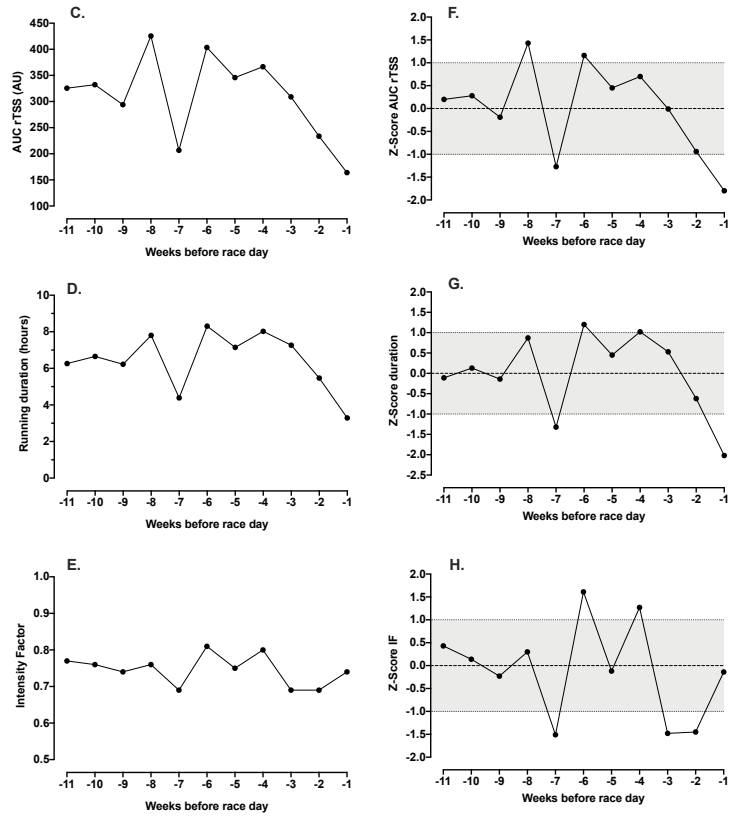 C.
AUC rTSS (AU)
450
400
350
300
250
200
150
100
-11 -10 -9 -8 -7 -6 -5 -4 -3 -2 -1
Weeks before race day
F.
Z-Score AUC rTSS
2.0
1.5
1.0
0.5
0.0
-0.5
-1.0
-1.5
-2.0
-11 -10 -9 -8 -7 -6 -5 -4 -3 -2 -1
Weeks before race day
D.
Running duration (hours)
10
8
6
4
2
0
-11 -10 -9 -8 -7 -6 -5 -4 -3 -2 -1
Weeks before race day
G.
Z-Score duration
2.0
1.5
1.0
0.5
0.0
-0.5
-1.0
-1.5
-2.0
-2.5
-11 -10 -9 -8 -7 -6 -5 -4 -3 -2 -1
Weeks before race day
E.
Intensity Factor
1.0
0.9
0.8
0.7
0.6
0.5
-11 -10 -9 -8 -7 -6 -5 -4 -3 -2 -1
Weeks before race day
H.
Z-Score IF
2.0
1.5
1.0
0.5
0.0
-0.5
-1.0
-1.5
-2.0
-11 -10 -9 -8 -7 -6 -5 -4 -3 -2 -1
Weeks before race day